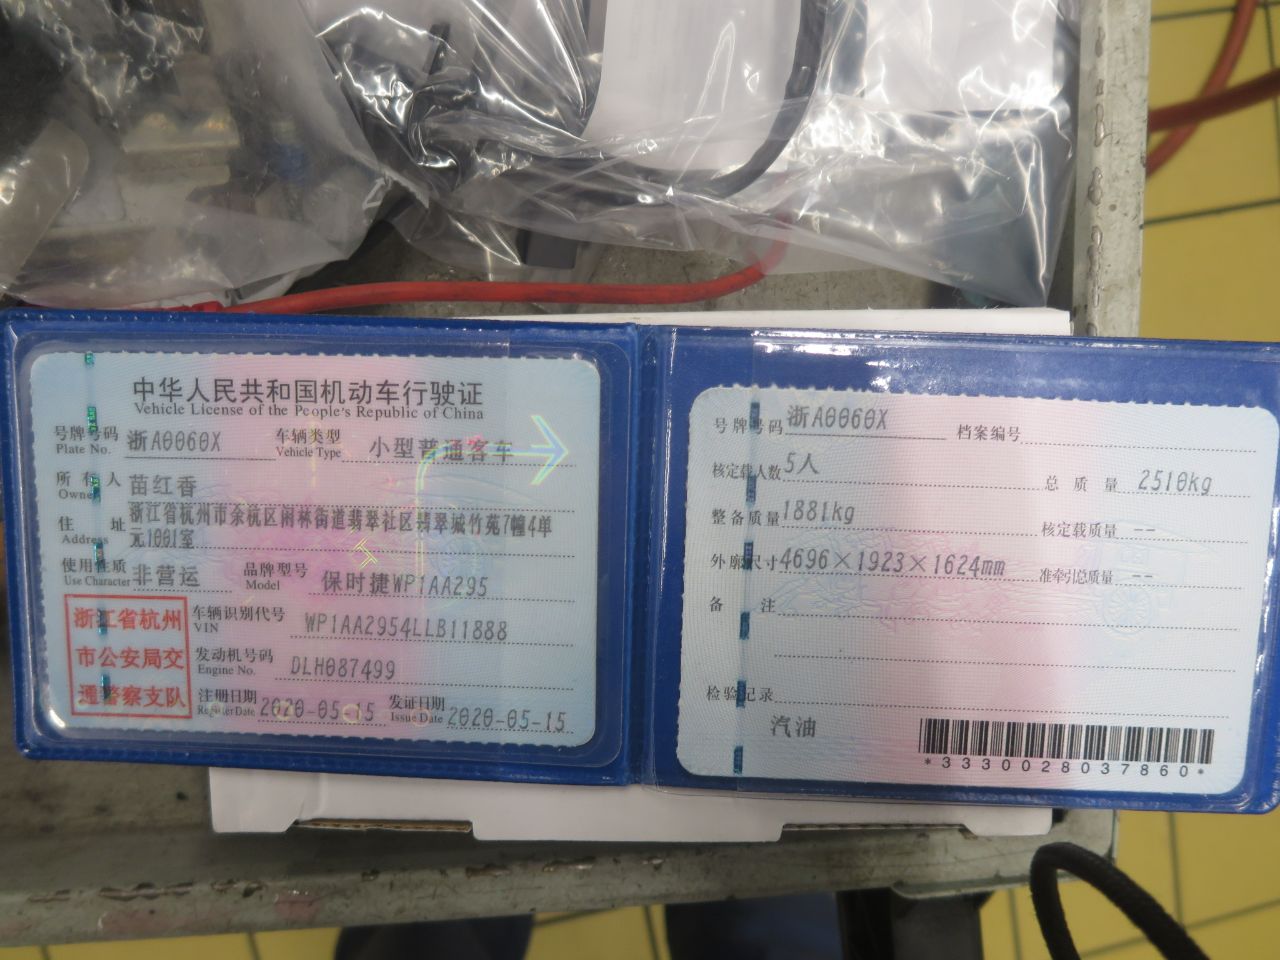 中华人民共和国机动车行驶证
Vehicle License of the People's Republic of China
号牌号码 浙A0060X 车辆类型 小型普通客车
Plate No. Vehicle Type
所有人 苗红香
Owner
住址 浙江省杭州市余杭区闲林街道翡翠社区翡翠城竹苑7幢4单
Address 元1001室
使用性质 非营运 品牌型号 保时捷WP1AA295
Use Character Model
浙江省杭州
市公安局交
通警察支队
车辆识别代号 WP1AA2954LLB11888
VIN
发动机号码 DLH087499
Engine No.
注册日期 2020-05-15 发证日期 2020-05-15
Register Date Issue Date
号牌号码 浙A0060X 档案编号
核定载人数 5人 总质量 2510kg
整备质量 1881kg 核定载质量 --
外廓尺寸 4696×1923×1624mm 准牵引总质量 --
备注
检验记录
汽油
*3330028037860*